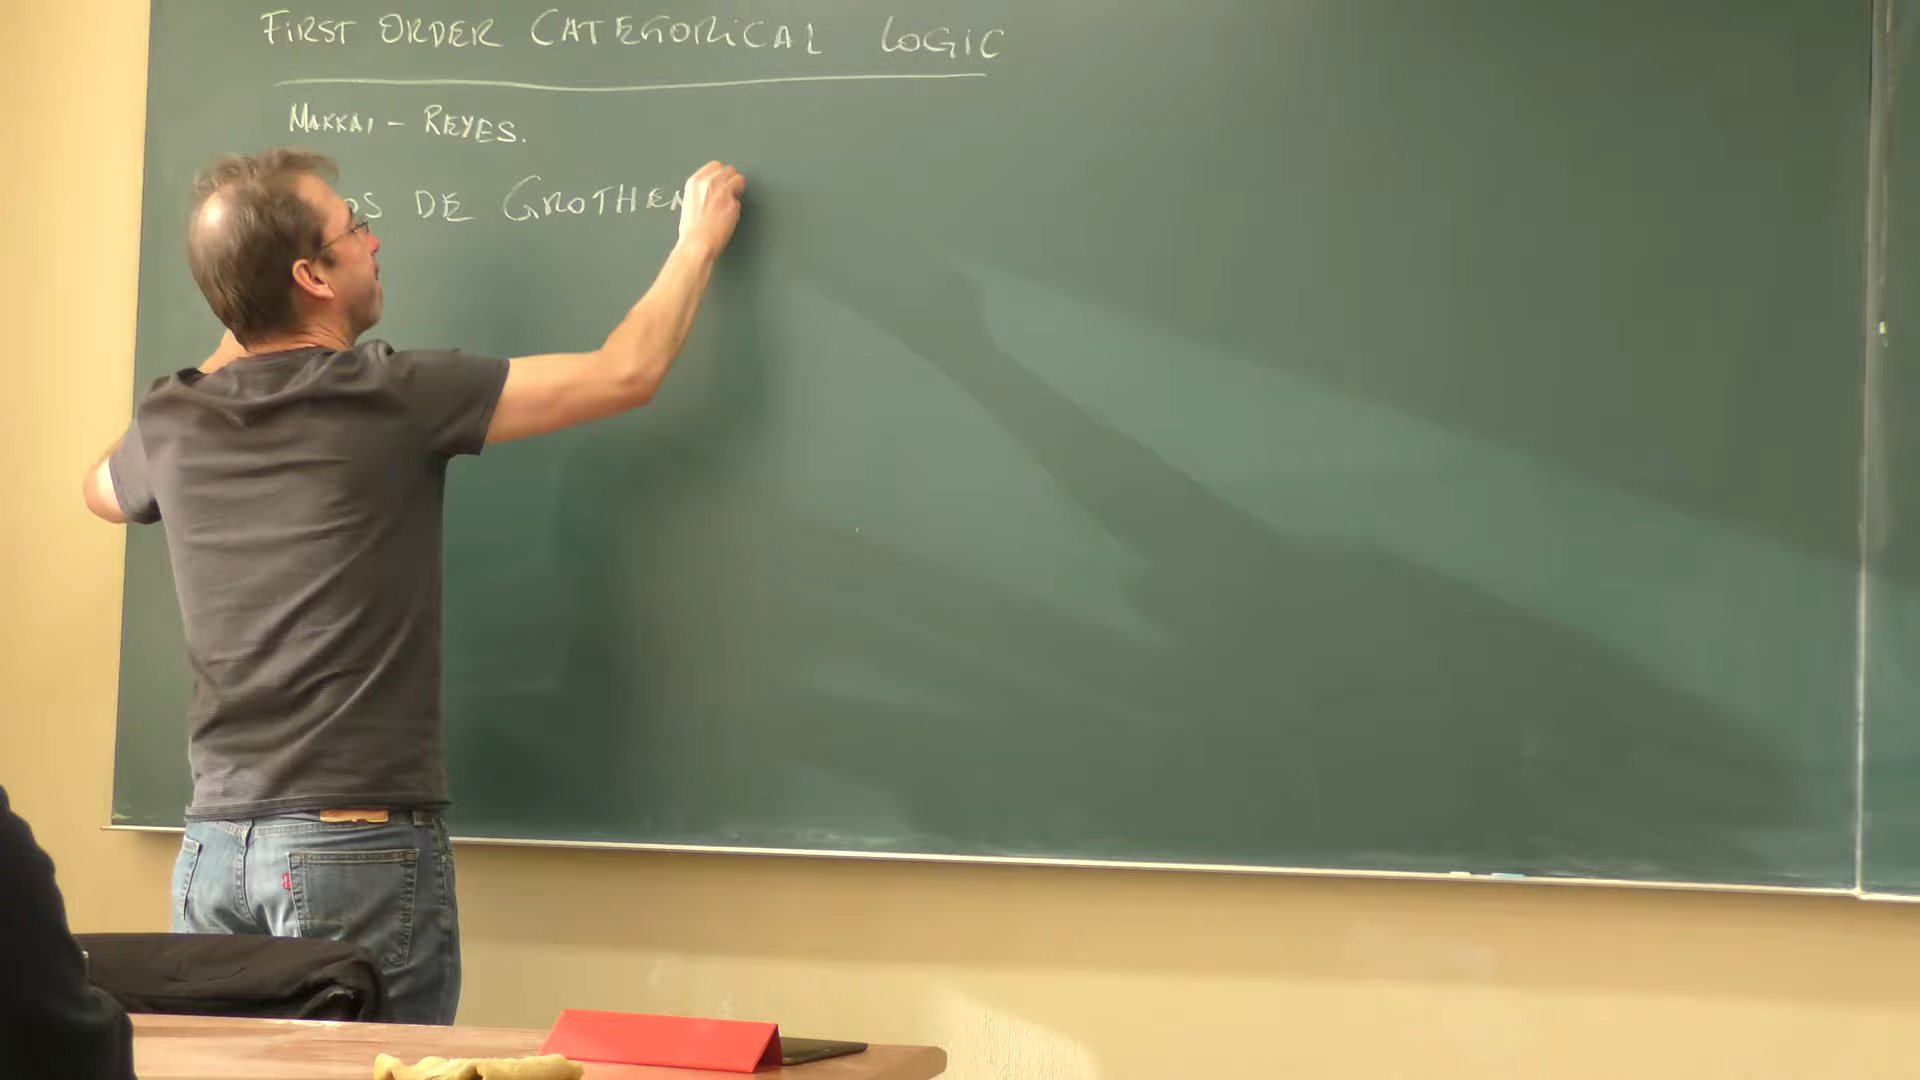 FIRST ORDER CATEGORICAL LOGIC
MAKKAI - REYES.
OS DE GROTHEN